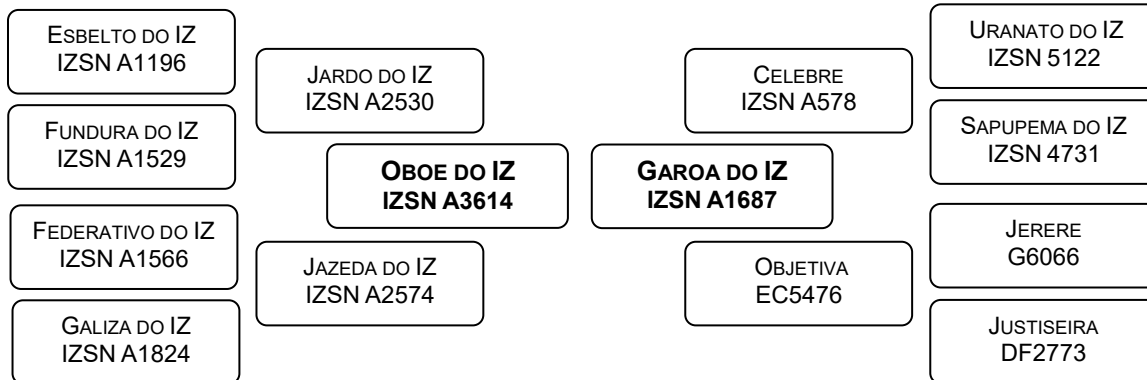 ESBELTO DO IZ
IZSN A1196
FUNDURA DO IZ
IZSN A1529
FEDERATIVO DO IZ
IZSN A1566
GALIZA DO IZ
IZSN A1824
JARDO DO IZ
IZSN A2530
JAZEDA DO IZ
IZSN A2574
OBOE DO IZ
IZSN A3614
GAROA DO IZ
IZSN A1687
CELEBRE
IZSN A578
OBJETIVA
EC5476
URANATO DO IZ
IZSN 5122
SAPUPEMA DO IZ
IZSN 4731
JERERE
G6066
JUSTISEIRA
DF2773